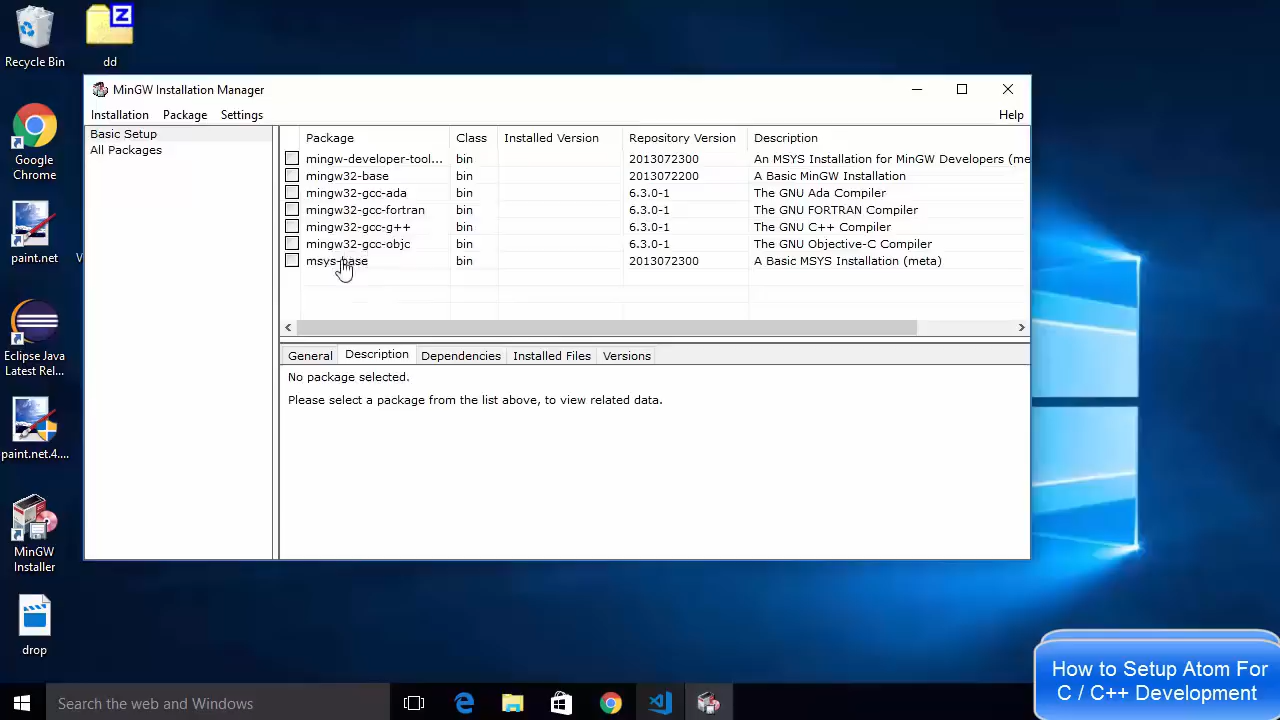 Recycle Bin
dd
Google
Chrome
paint.net
V
Eclipse Java
Latest Rel...
paint.net.4....
MinGW
Installer
drop
Z
MinGW Installation Manager
Installation Package Settings Help
Basic Setup
All Packages
Package Class Installed Version Repository Version Description
mingw-developer-tool... bin 2013072300 An MSYS Installation for MinGW Developers (me
mingw32-base bin 2013072200 A Basic MinGW Installation
mingw32-gcc-ada bin 6.3.0-1 The GNU Ada Compiler
mingw32-gcc-fortran bin 6.3.0-1 The GNU FORTRAN Compiler
mingw32-gcc-g++ bin 6.3.0-1 The GNU C++ Compiler
mingw32-gcc-objc bin 6.3.0-1 The GNU Objective-C Compiler
msys-base bin 2013072300 A Basic MSYS Installation (meta)
General Description Dependencies Installed Files Versions
No package selected.
Please select a package from the list above, to view related data.
How to Setup Atom For
C / C++ Development
Search the web and Windows